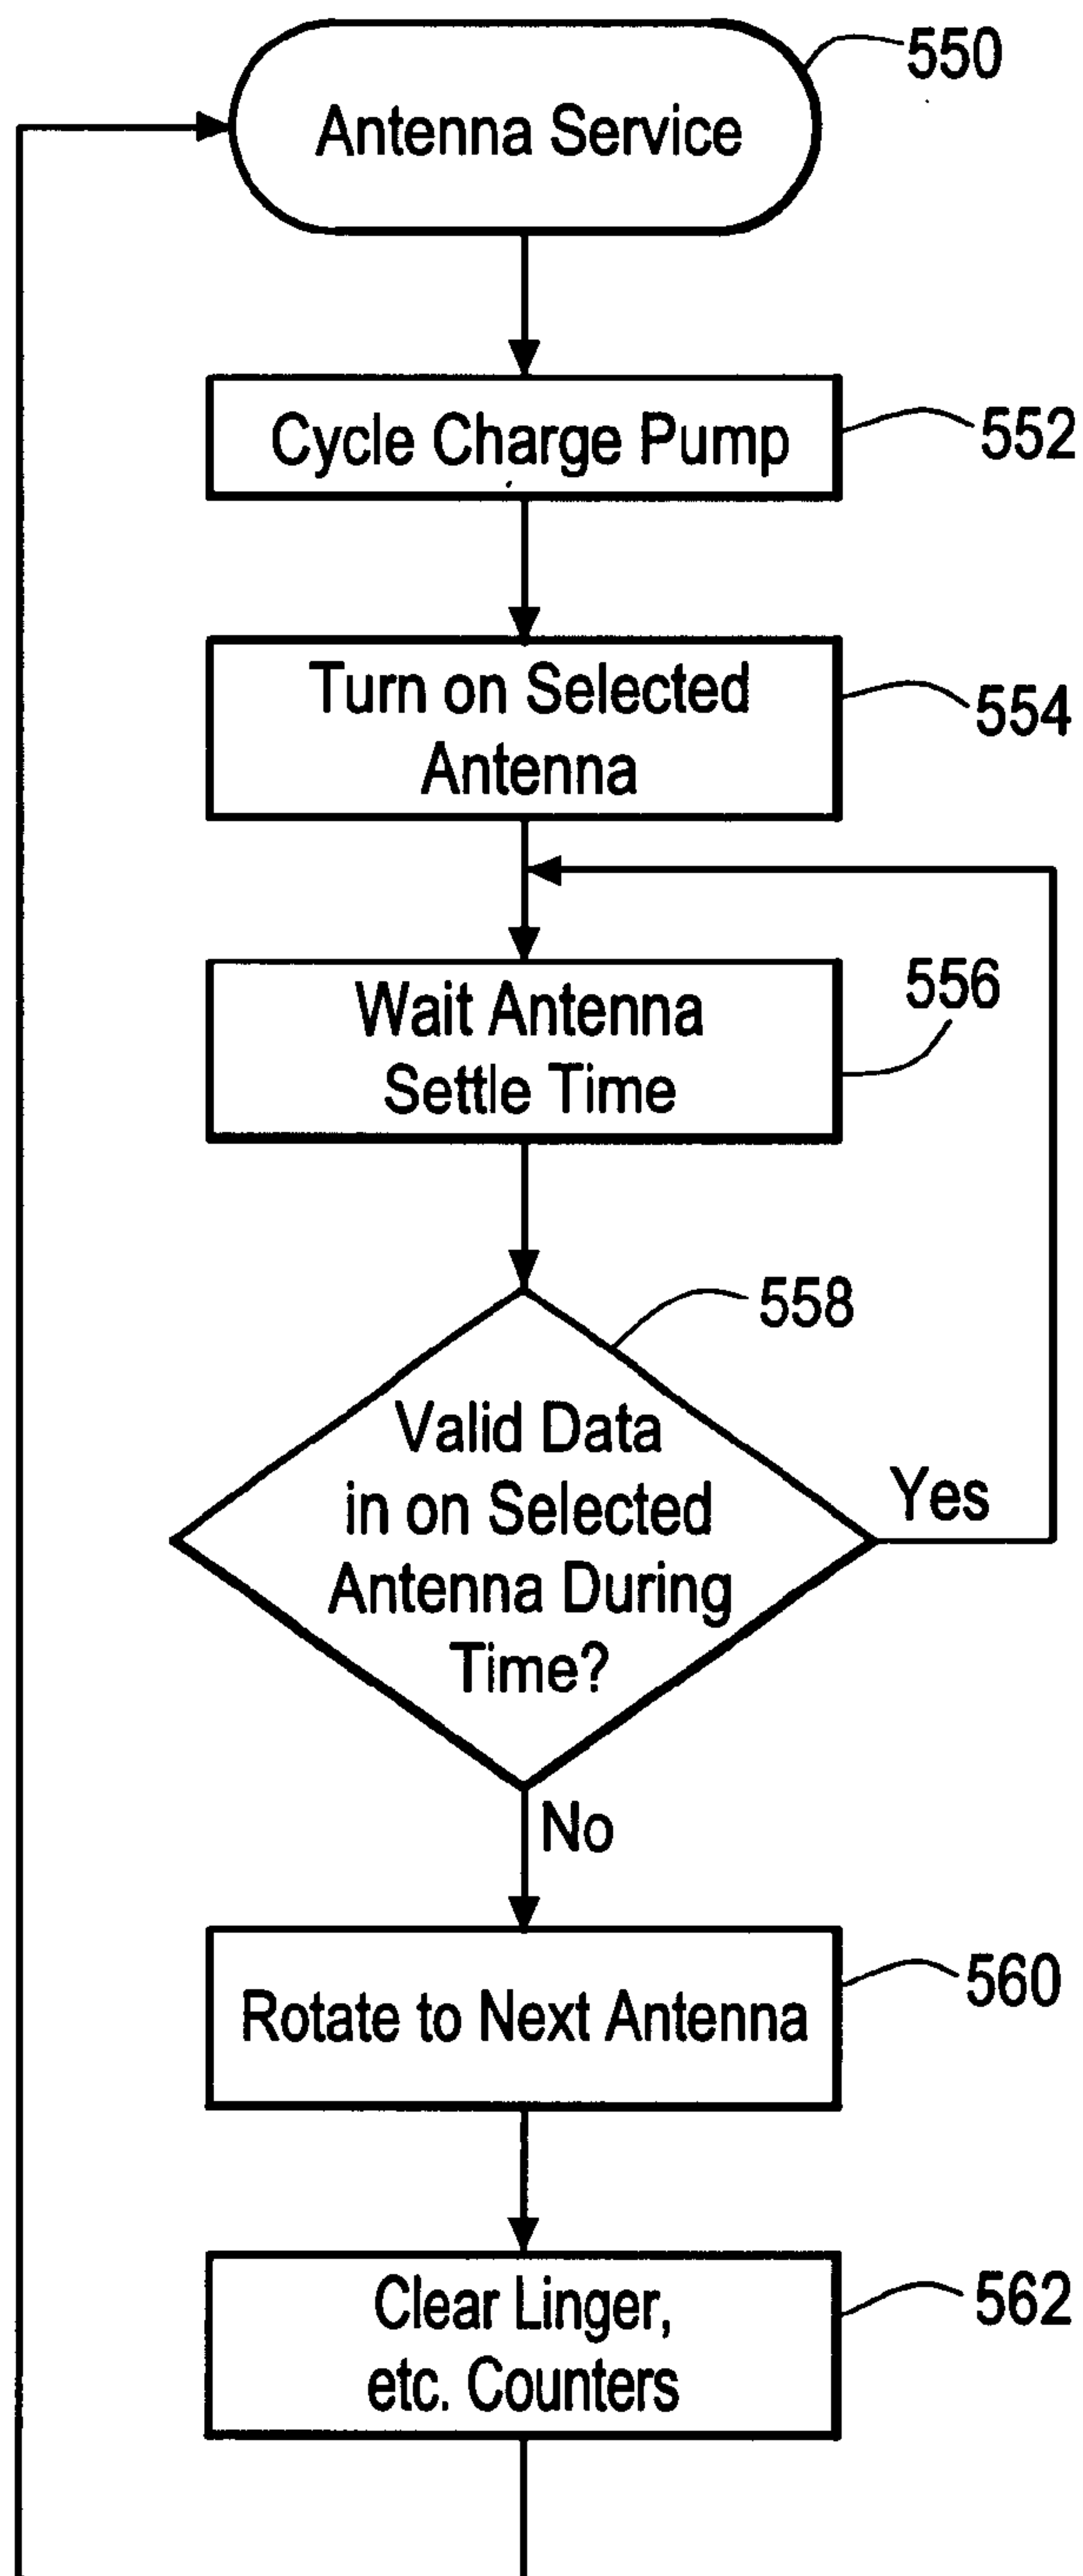 550
Antenna Service
Cycle Charge Pump
552
Turn on Selected
Antenna
554
Wait Antenna
Settle Time
556
558
Valid Data
in on Selected
Antenna During
Time?
Yes
No
Rotate to Next Antenna
560
Clear Linger,
etc. Counters
562